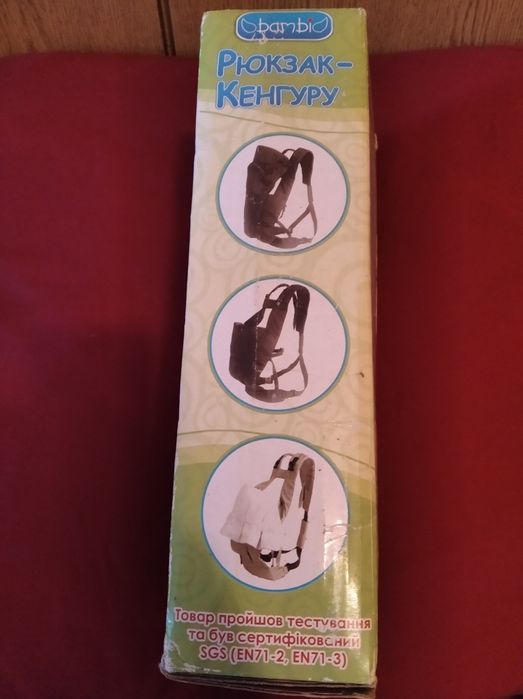 bambi
РЮКЗАК-
КЕНГУРУ
Товар пройшов тестування
та був сертифікований
SGS (EN71-2, EN71-3)